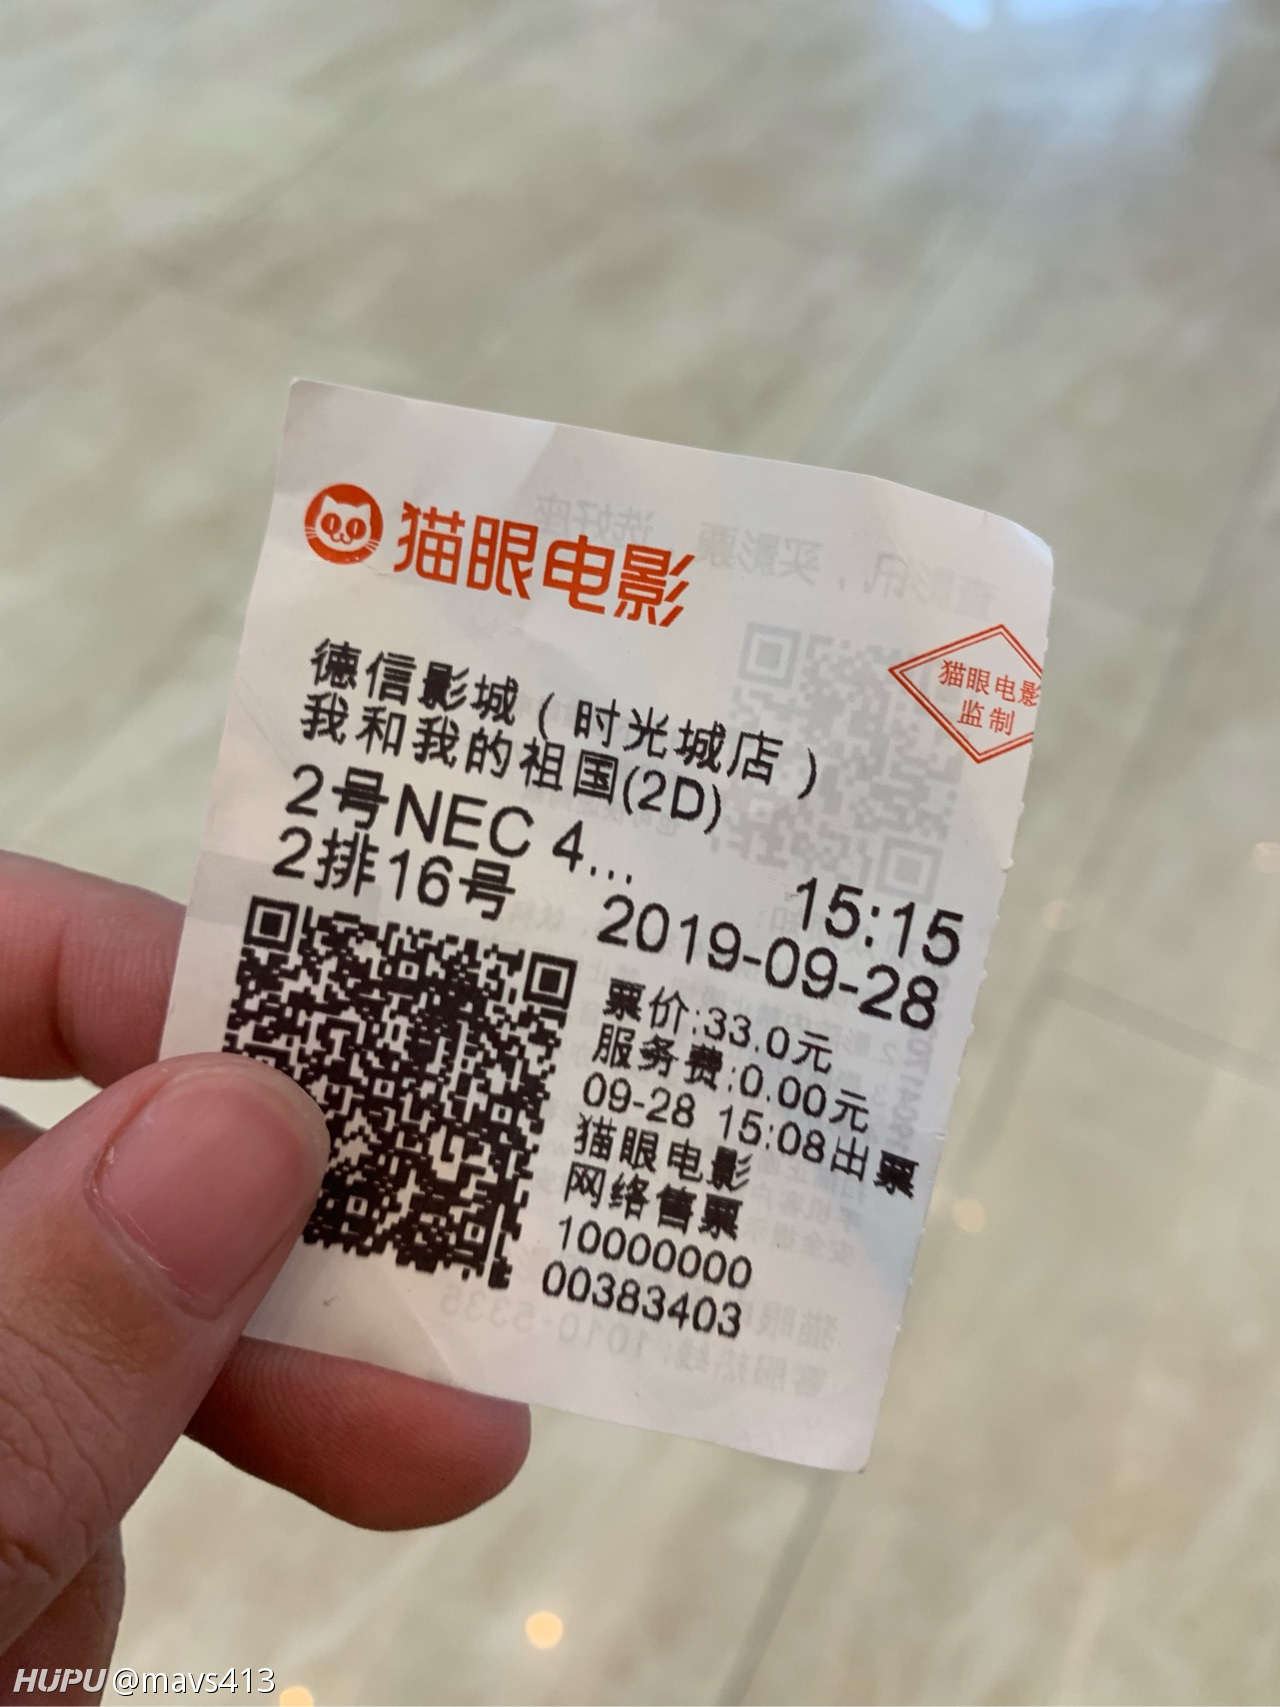 猫眼电影
猫眼电影
监制
德信影城（时光城店）
我和我的祖国(2D)
2号NEC 4...
15:15
2排16号
2019-09-28
票价:33.0元
服务费:0.00元
09-28 15:08出票
猫眼电影
网络售票
10000000
00383403
HUPU @mavs413